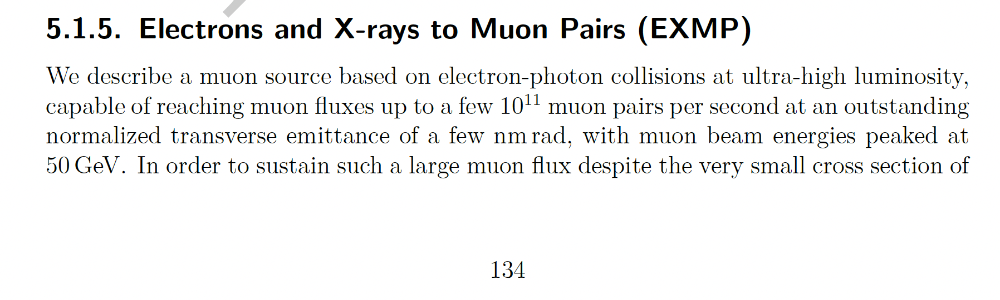 5.1.5. Electrons and X-rays to Muon Pairs (EXMP)
We describe a muon source based on electron-photon collisions at ultra-high luminosity,
capable of reaching muon fluxes up to a few 10¹¹ muon pairs per second at an outstanding
normalized transverse emittance of a few nm rad, with muon beam energies peaked at
50 GeV. In order to sustain such a large muon flux despite the very small cross section of
134